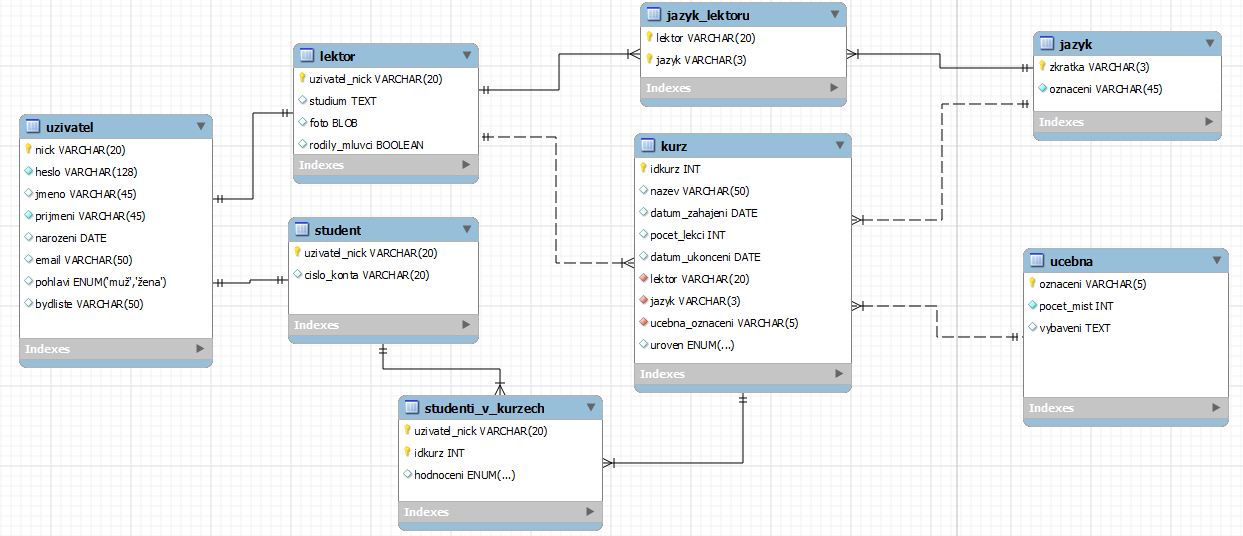 uzivatel
nick VARCHAR(20)
heslo VARCHAR(128)
jmeno VARCHAR(45)
prijmeni VARCHAR(45)
narozeni DATE
email VARCHAR(50)
pohlavi ENUM('muž','žena')
bydliste VARCHAR(50)
Indexes
lektor
uzivatel_nick VARCHAR(20)
studium TEXT
foto BLOB
rodily_mluvci BOOLEAN
Indexes
student
uzivatel_nick VARCHAR(20)
cislo_konta VARCHAR(20)
Indexes
studenti_v_kurzech
uzivatel_nick VARCHAR(20)
idkurz INT
hodnoceni ENUM(...)
Indexes
jazyk_lektoru
lektor VARCHAR(20)
jazyk VARCHAR(3)
Indexes
kurz
idkurz INT
nazev VARCHAR(50)
datum_zahajeni DATE
pocet_lekci INT
datum_ukonceni DATE
lektor VARCHAR(20)
jazyk VARCHAR(3)
ucebna_oznaceni VARCHAR(5)
uroven ENUM(...)
Indexes
jazyk
zkratka VARCHAR(3)
oznaceni VARCHAR(45)
Indexes
ucebna
oznaceni VARCHAR(5)
pocet_mist INT
vybaveni TEXT
Indexes